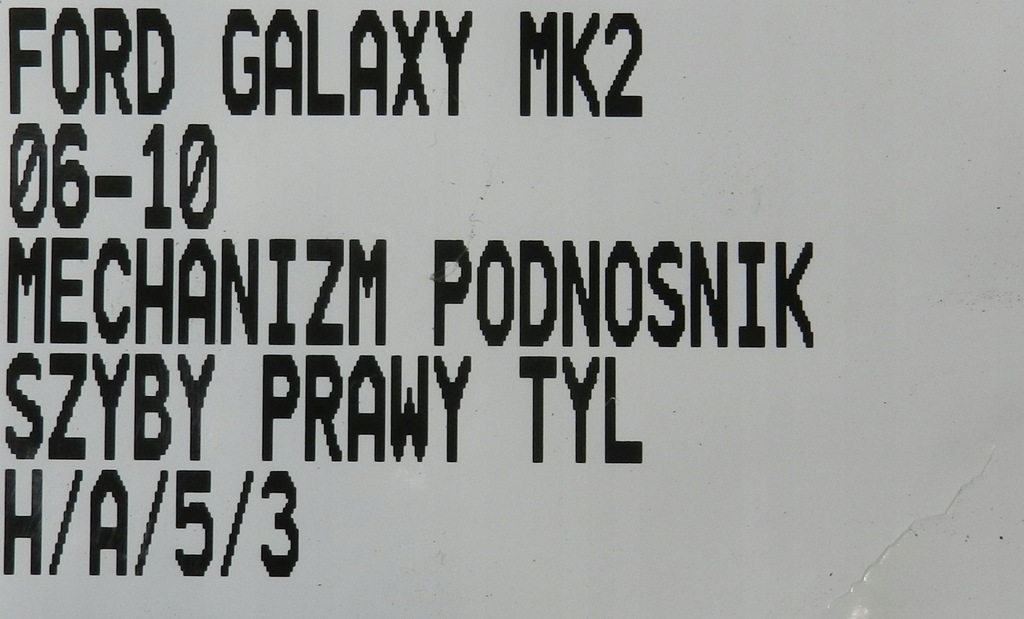 FORD GALAXY MK2
06-10
MECHANIZM PODNOSNIK
SZYBY PRAWY TYL
H/A/5/3